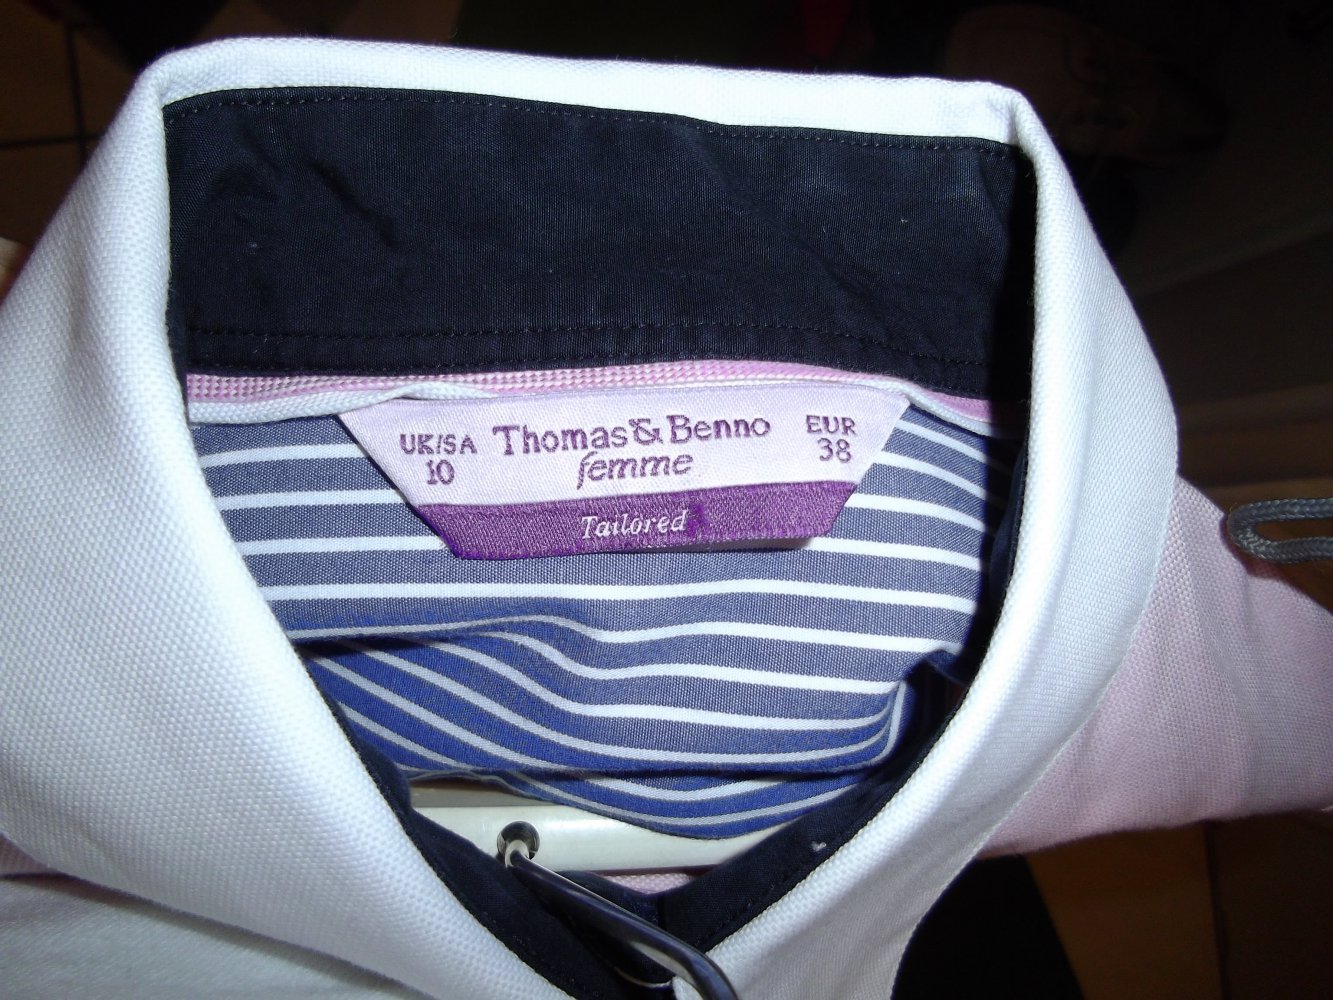 UK/SA
10
Thomas & Benno
femme
EUR
38
Tailored